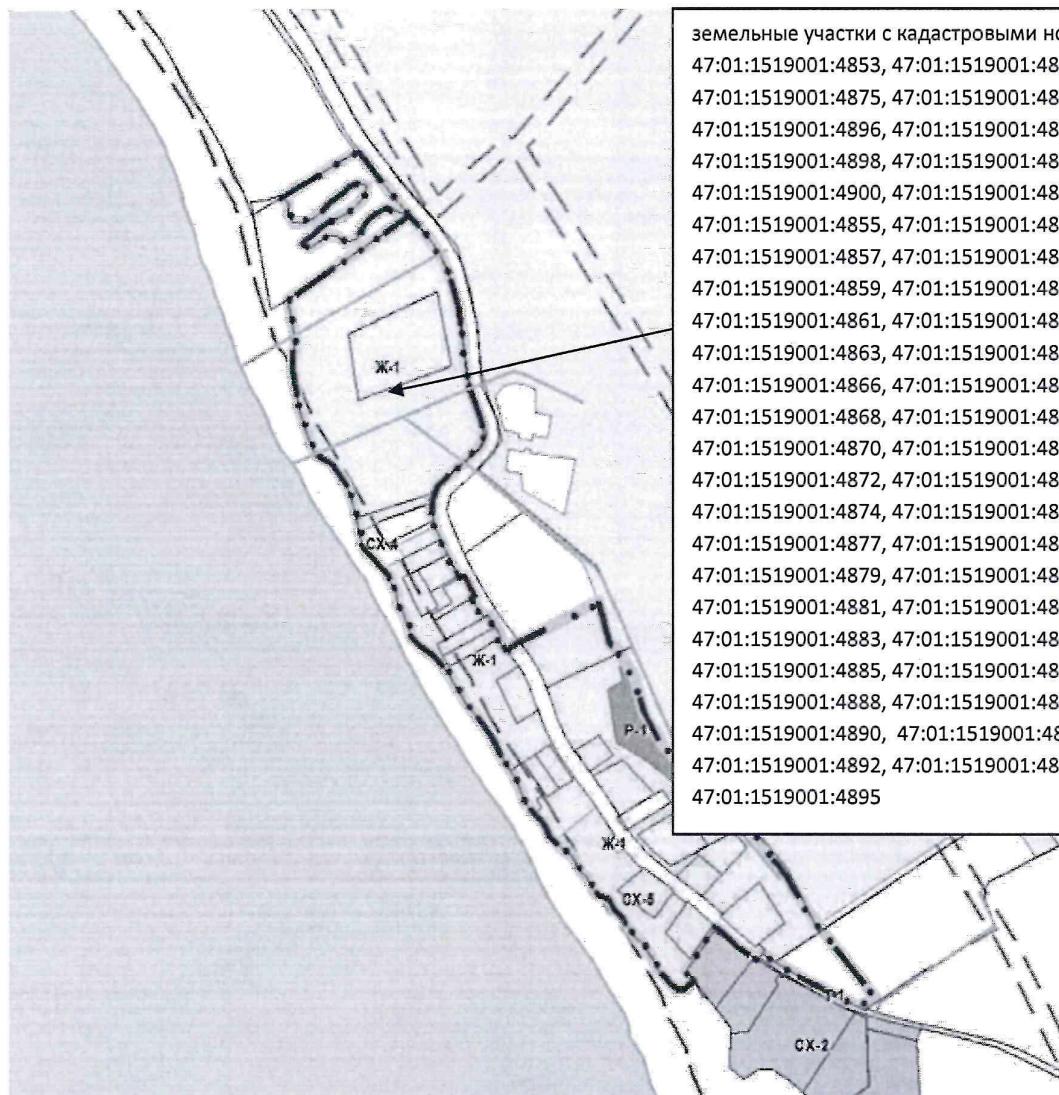 земельные участки с кадастровыми но
47:01:1519001:4853, 47:01:1519001:48
47:01:1519001:4875, 47:01:1519001:48
47:01:1519001:4896, 47:01:1519001:48
47:01:1519001:4898, 47:01:1519001:48
47:01:1519001:4900, 47:01:1519001:48
47:01:1519001:4855, 47:01:1519001:48
47:01:1519001:4857, 47:01:1519001:48
47:01:1519001:4859, 47:01:1519001:48
47:01:1519001:4861, 47:01:1519001:48
47:01:1519001:4863, 47:01:1519001:48
47:01:1519001:4866, 47:01:1519001:48
47:01:1519001:4868, 47:01:1519001:48
47:01:1519001:4870, 47:01:1519001:48
47:01:1519001:4872, 47:01:1519001:48
47:01:1519001:4874, 47:01:1519001:48
47:01:1519001:4877, 47:01:1519001:48
47:01:1519001:4879, 47:01:1519001:48
47:01:1519001:4881, 47:01:1519001:48
47:01:1519001:4883, 47:01:1519001:48
47:01:1519001:4885, 47:01:1519001:48
47:01:1519001:4888, 47:01:1519001:48
47:01:1519001:4890, 47:01:1519001:48
47:01:1519001:4892, 47:01:1519001:48
47:01:1519001:4895
Ж-1
СХ-4
Ж-1
Р-1
Ж-1
СХ-5
Т-1
СХ-2